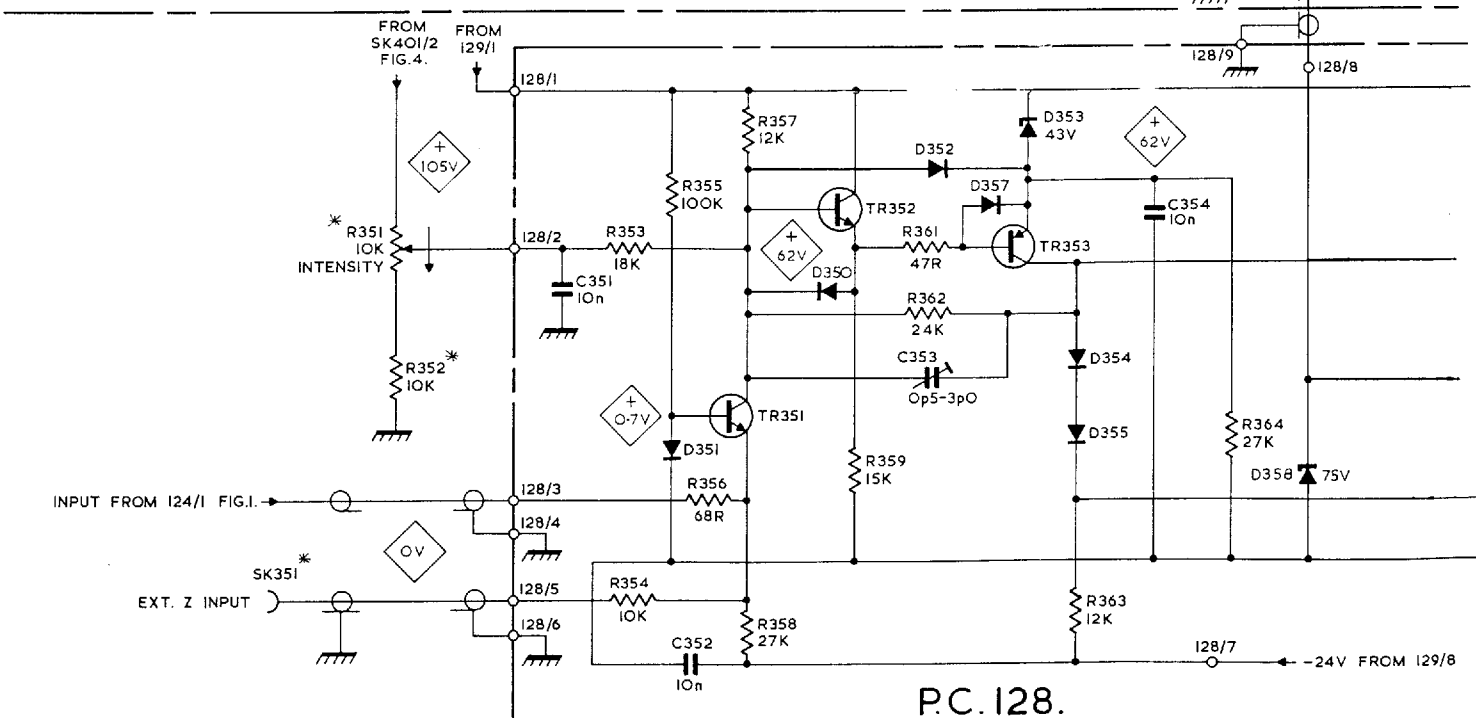 FROM
SK401/2
FIG.4.
FROM
129/1
128/1
128/9
128/8
+
105V
R357
12K
D352
D353
43V
+
62V
R355
100K
D357
TR352
C354
10n
* R351
10K
INTENSITY
128/2
R353
18K
+
62V
R361
47R
TR353
C351
10n
D350
R362
24K
R352 *
10K
C353
0p5-3p0
D354
+
0·7V
TR351
D351
D355
R364
27K
R359
15K
D358
75V
INPUT FROM 124/1 FIG.1.
128/3
R356
68R
128/4
0V
SK351 *
EXT. Z INPUT
128/5
R354
10K
128/6
R358
27K
R363
12K
C352
10n
128/7
-24V FROM 129/8
P.C. 128.